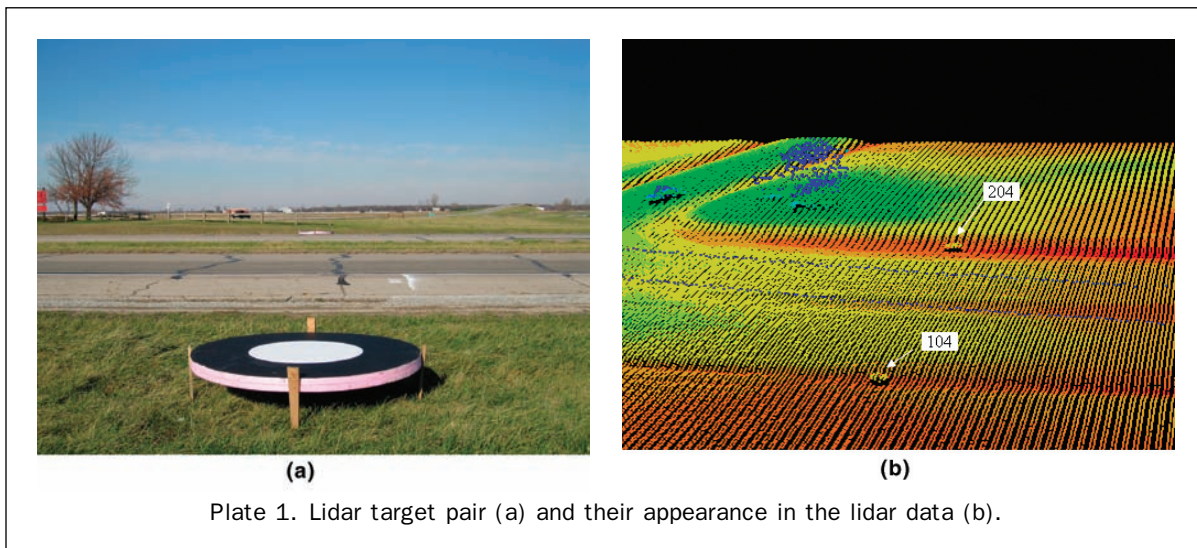 204
104
(a)
(b)
Plate 1. Lidar target pair (a) and their appearance in the lidar data (b).